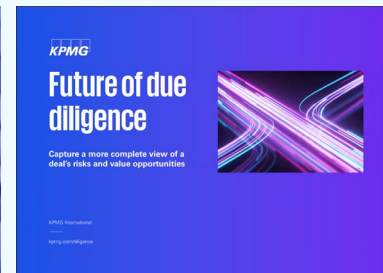 KPMG
Future of due
diligence
Capture a more complete view of a
deal's risks and value opportunities
KPMG International
kpmg.com/diligence